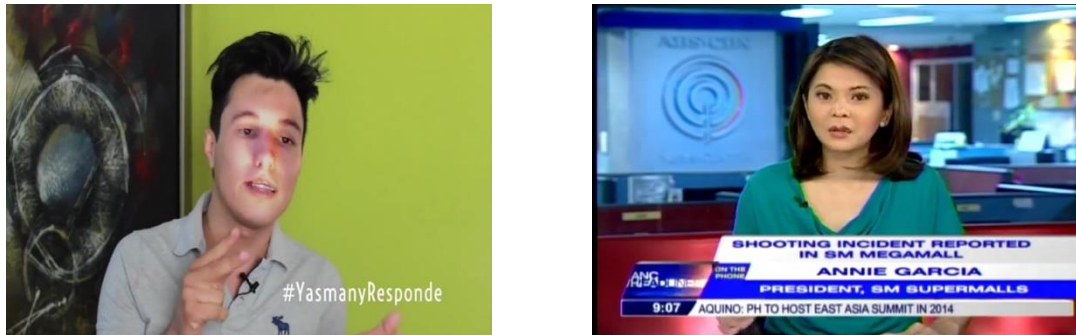 #YasmanyResponde
ABS-CBN
SHOOTING INCIDENT REPORTED
IN SM MEGAMALL
ANC
HEADLINES
ON THE
PHONE
ANNIE GARCIA
PRESIDENT, SM SUPERMALLS
9:07 AQUINO: PH TO HOST EAST ASIA SUMMIT IN 2014